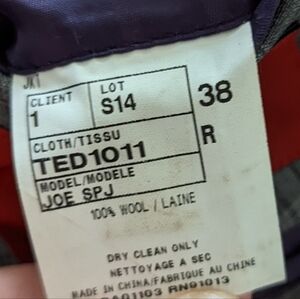 JKT
CLIENT LOT 38
1 S14
CLOTH/TISSU R
TED1011
MODEL/MODELE
JOE SPJ
100% WOOL / LAINE
DRY CLEAN ONLY
NETTOYAGE A SEC
MADE IN CHINA/FABRIQUE AU CHINE
RN91013